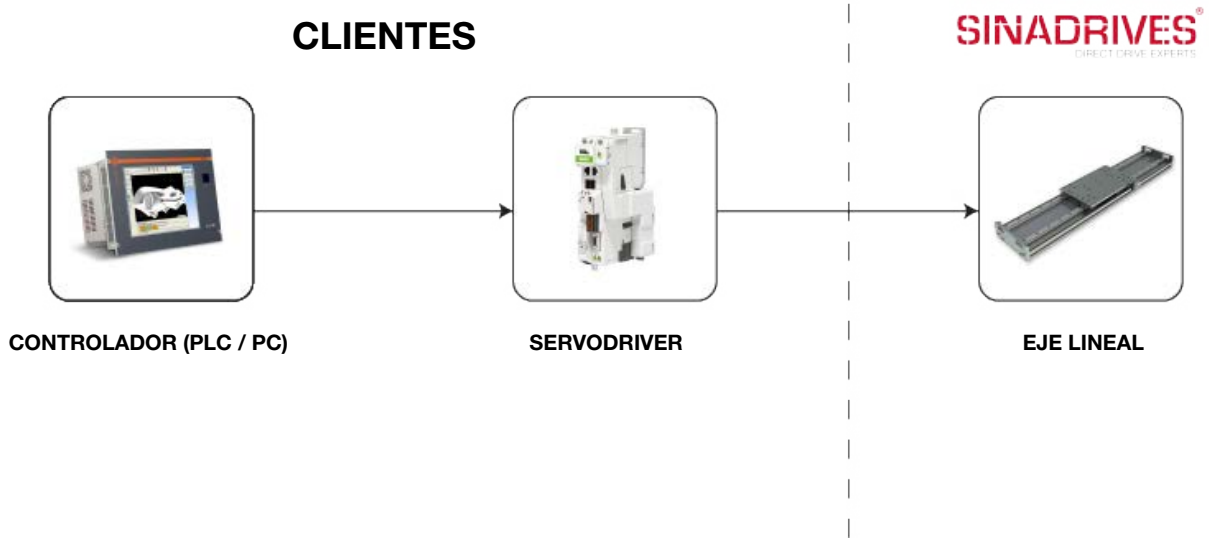 CLIENTES
SINADRIVES®
DIRECT DRIVE EXPERTS
CONTROLADOR (PLC / PC)
SERVODRIVER
EJE LINEAL